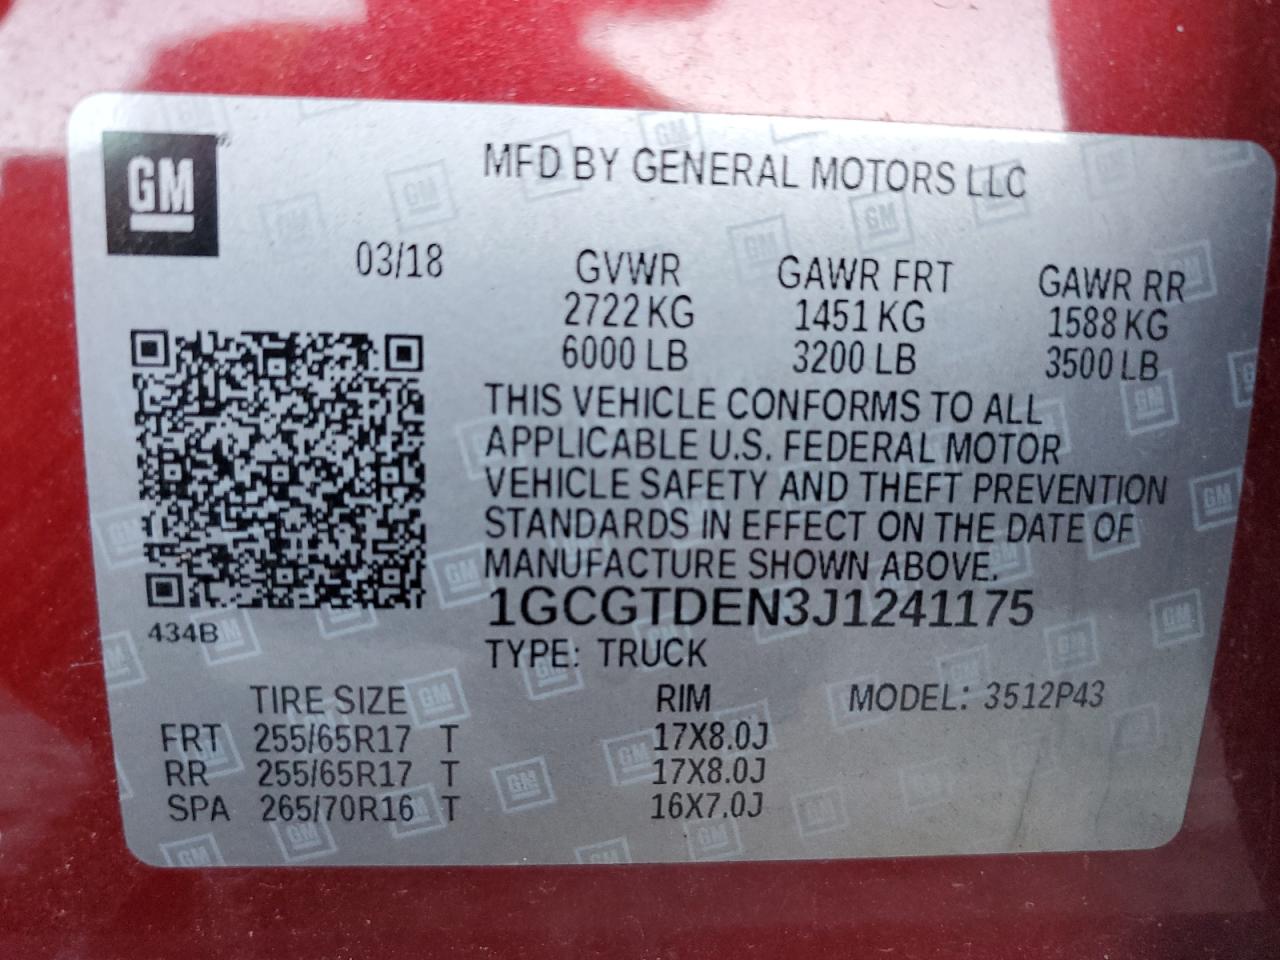 GM
MFD BY GENERAL MOTORS LLC
03/18 GVWR GAWR FRT GAWR RR
2722 KG 1451 KG 1588 KG
6000 LB 3200 LB 3500 LB
THIS VEHICLE CONFORMS TO ALL
APPLICABLE U.S. FEDERAL MOTOR
VEHICLE SAFETY AND THEFT PREVENTION
STANDARDS IN EFFECT ON THE DATE OF
MANUFACTURE SHOWN ABOVE.
1GCGTDEN3J1241175
434B
TYPE: TRUCK
TIRE SIZE RIM MODEL: 3512P43
FRT 255/65R17 T 17X8.0J
RR 255/65R17 T 17X8.0J
SPA 265/70R16 T 16X7.0J